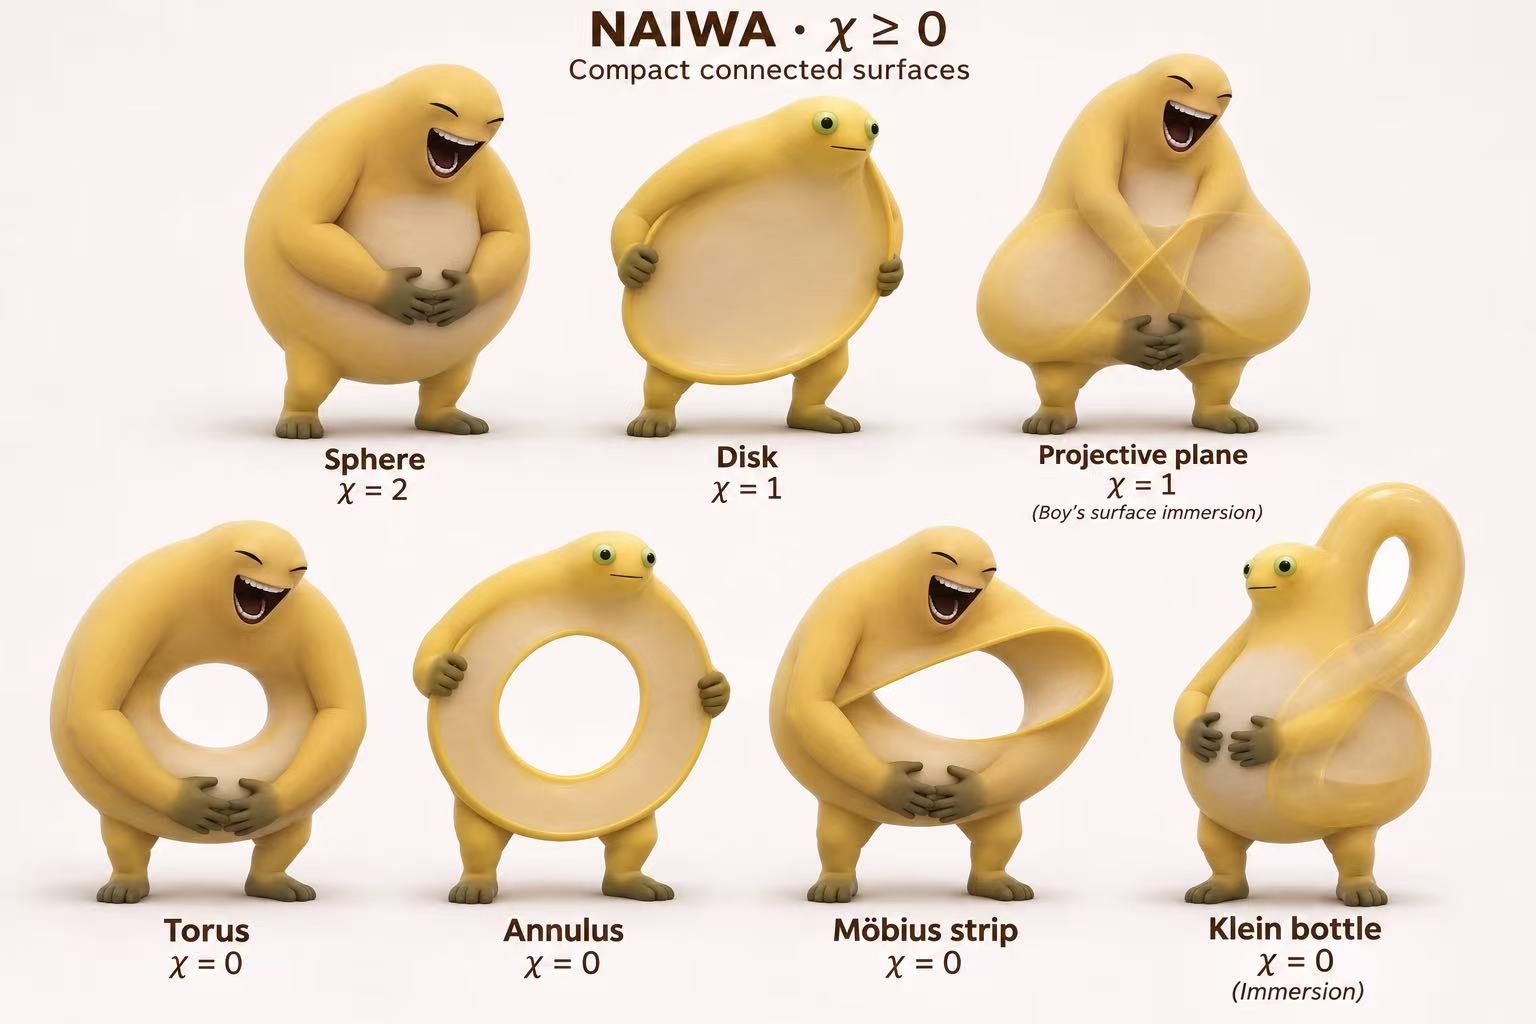 NAIWA · χ ≥ 0
Compact connected surfaces
Sphere
χ = 2
Disk
χ = 1
Projective plane
χ = 1
(Boy's surface immersion)
Torus
χ = 0
Annulus
χ = 0
Möbius strip
χ = 0
Klein bottle
χ = 0
(Immersion)